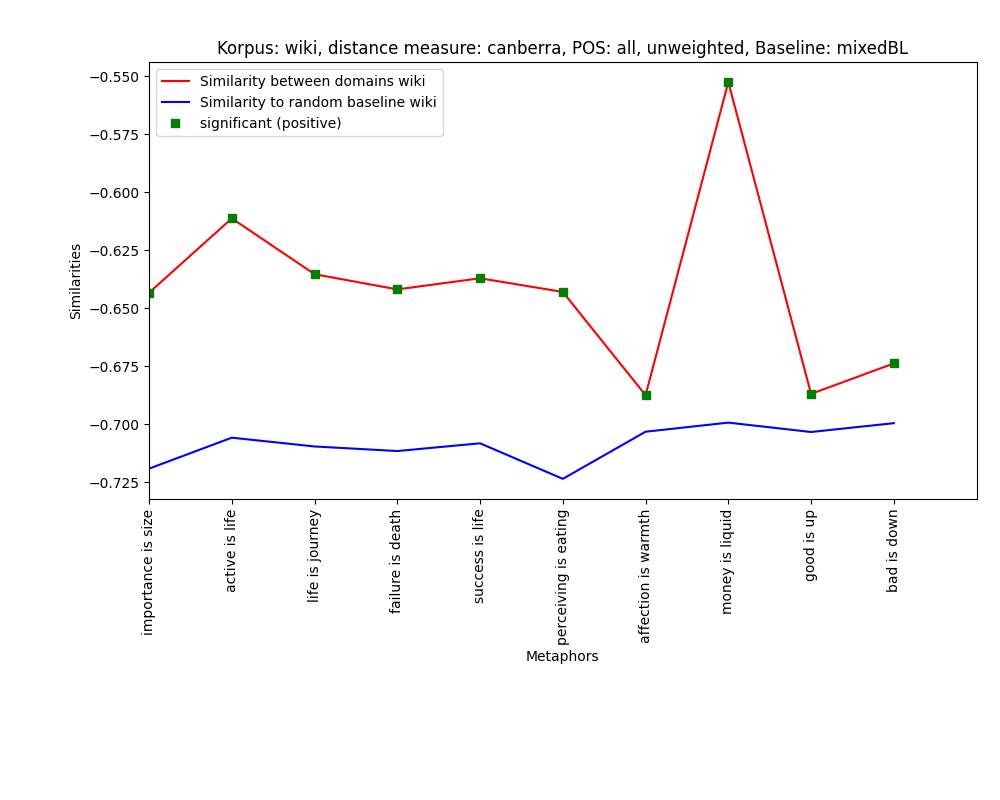 Korpus: wiki, distance measure: canberra, POS: all, unweighted, Baseline: mixedBL
Similarity between domains wiki
Similarity to random baseline wiki
significant (positive)
Similarities
−0.550
−0.575
−0.600
−0.625
−0.650
−0.675
−0.700
−0.725
importance is size
active is life
life is journey
failure is death
success is life
perceiving is eating
affection is warmth
money is liquid
good is up
bad is down
Metaphors